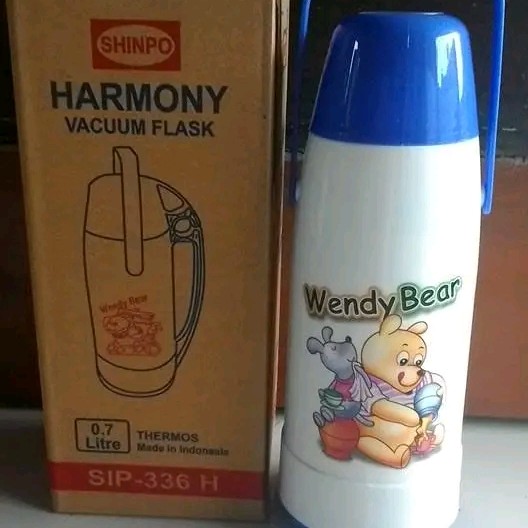 SHINPO
HARMONY
VACUUM FLASK
Wendy Bear
0.7
Litre
THERMOS
Made in Indonesia
SIP-336 H
Wendy Bear